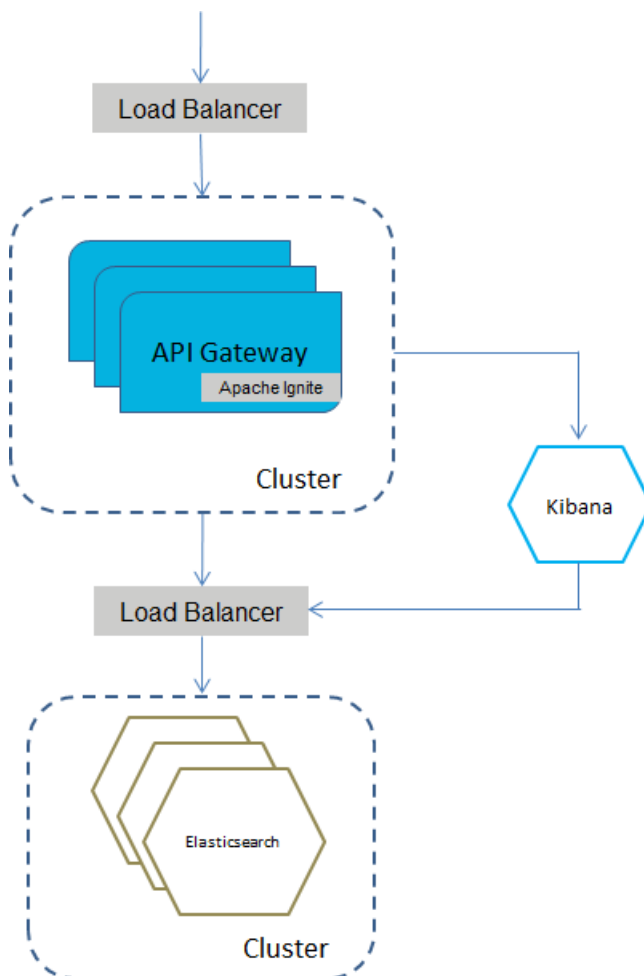 Load Balancer
API Gateway
Apache Ignite
Cluster
Kibana
Load Balancer
Elasticsearch
Cluster